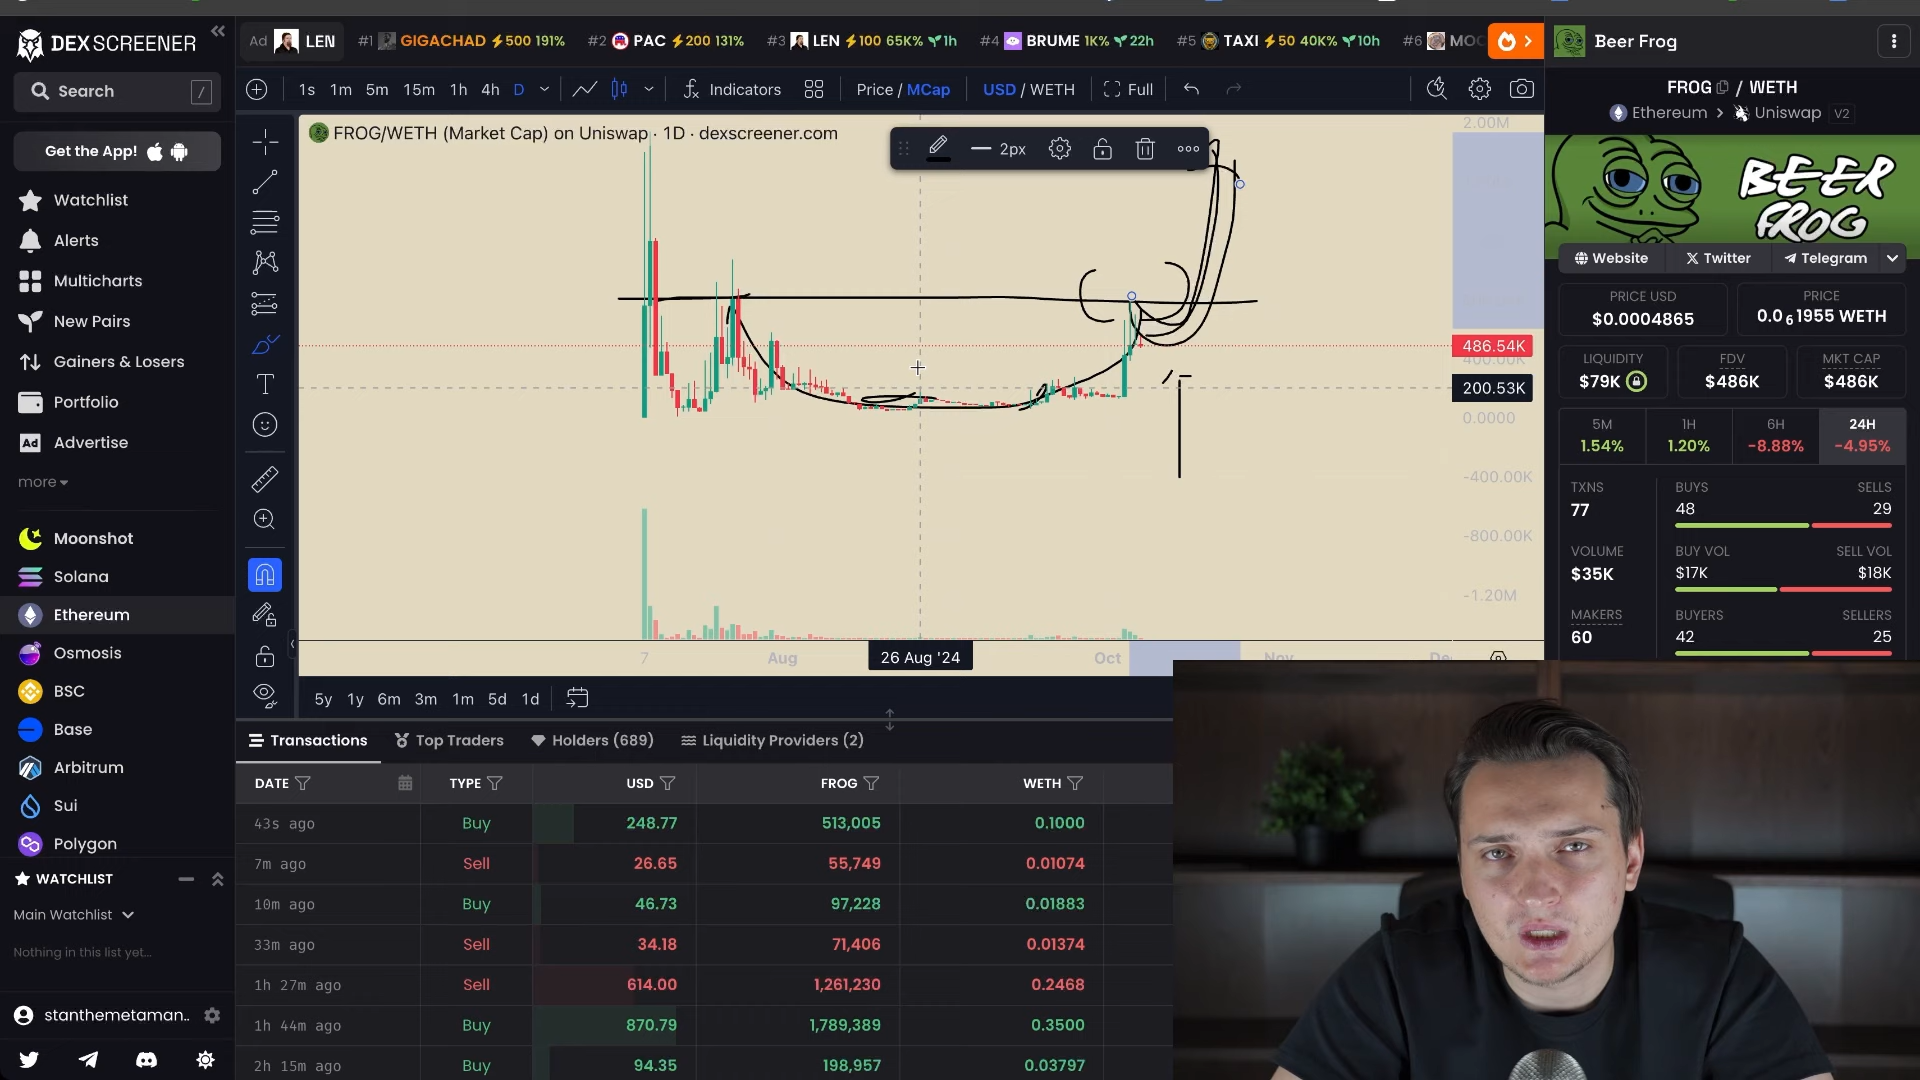 DEX SCREENER
Search /
Get the App!
Watchlist
Alerts
Multicharts
New Pairs
Gainers & Losers
Portfolio
Ad Advertise
more
Moonshot
Solana
Ethereum
Osmosis
BSC
Base
Arbitrum
Sui
Polygon
WATCHLIST
Main Watchlist
Nothing in this list yet...
stanthemetaman..
Ad LEN #1 GIGACHAD 500 191% #2 PAC 200 131% #3 LEN 100 65K% 1h #4 BRUME 1K% 22h #5 TAXI 50 40K% 10h #6
1s 1m 5m 15m 1h 4h D Indicators Price / MCap USD / WETH Full
FROG/WETH (Market Cap) on Uniswap · 1D · dexscreener.com
2px
2.00M
486.54K
400.00K
200.53K
0.0000
-400.00K
-800.00K
-1.20M
7 Aug 26 Aug '24 Oct Nov
5y 1y 6m 3m 1m 5d 1d
Transactions Top Traders Holders (689) Liquidity Providers (2)
DATE TYPE USD FROG WETH
43s ago Buy 248.77 513,005 0.1000
7m ago Sell 26.65 55,749 0.01074
10m ago Buy 46.73 97,228 0.01883
33m ago Sell 34.18 71,406 0.01374
1h 27m ago Sell 614.00 1,261,230 0.2468
1h 44m ago Buy 870.79 1,789,389 0.3500
2h 15m ago Buy 94.35 198,957 0.03797
Beer Frog
FROG / WETH
Ethereum > Uniswap V2
BEER
FROG
Website Twitter Telegram
PRICE USD PRICE
$0.0004865 0.0₆1955 WETH
LIQUIDITY FDV MKT CAP
$79K $486K $486K
5M 1H 6H 24H
1.54% 1.20% -8.88% -4.95%
TXNS BUYS SELLS
77 48 29
VOLUME BUY VOL SELL VOL
$35K $17K $18K
MAKERS BUYERS SELLERS
60 42 25